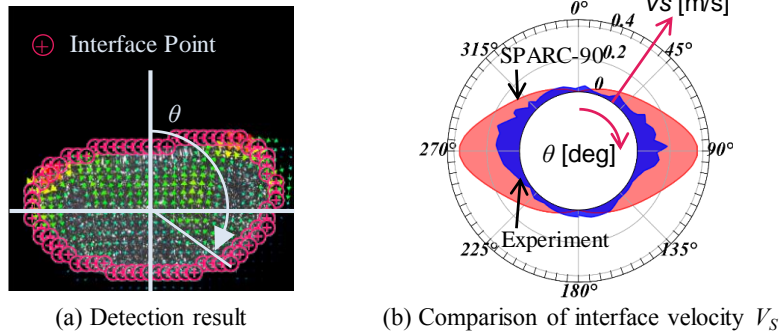 Interface Point
θ
(a) Detection result
Vs [m/s]
0°
0.4
0.2
0
45°
90°
135°
180°
225°
270°
315°
SPARC-90
θ [deg]
Experiment
(b) Comparison of interface velocity V_S